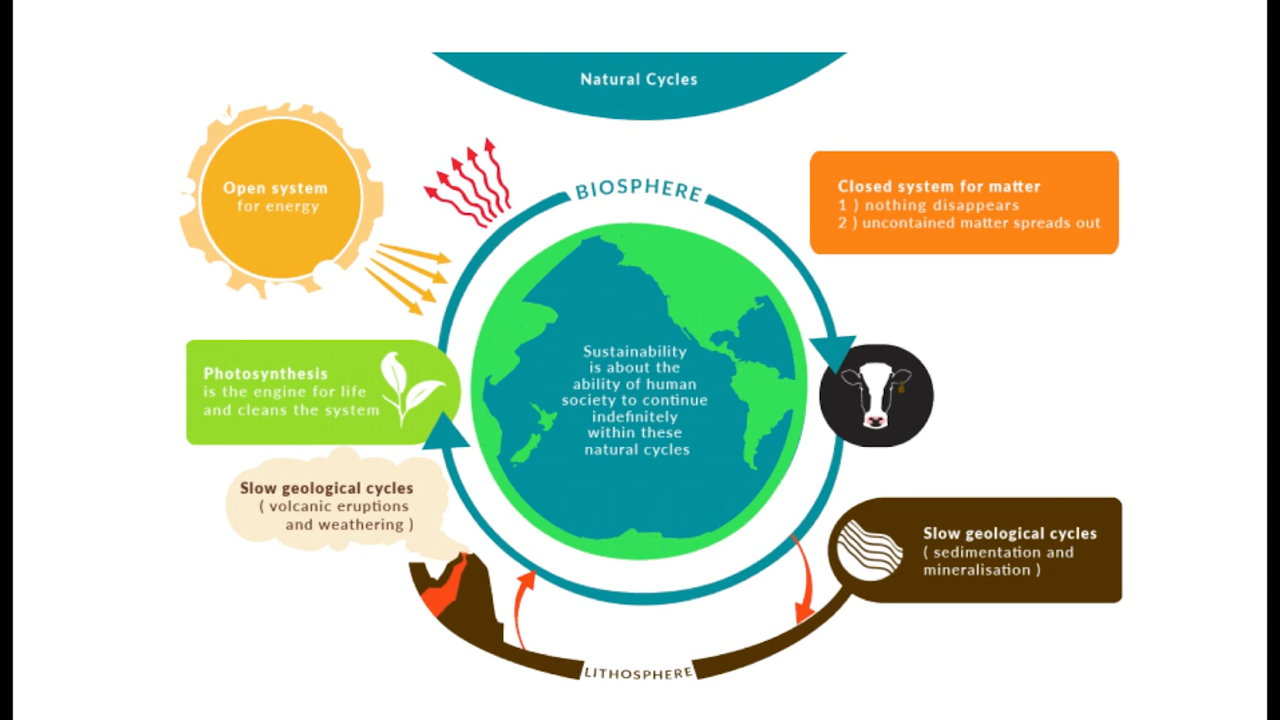 Natural Cycles
Open system
for energy
BIOSPHERE
Closed system for matter
1 ) nothing disappears
2 ) uncontained matter spreads out
Photosynthesis
is the engine for life
and cleans the system
Sustainability
is about the
ability of human
society to continue
indefinitely
within these
natural cycles
Slow geological cycles
( volcanic eruptions
and weathering )
Slow geological cycles
( sedimentation and
mineralisation )
LITHOSPHERE